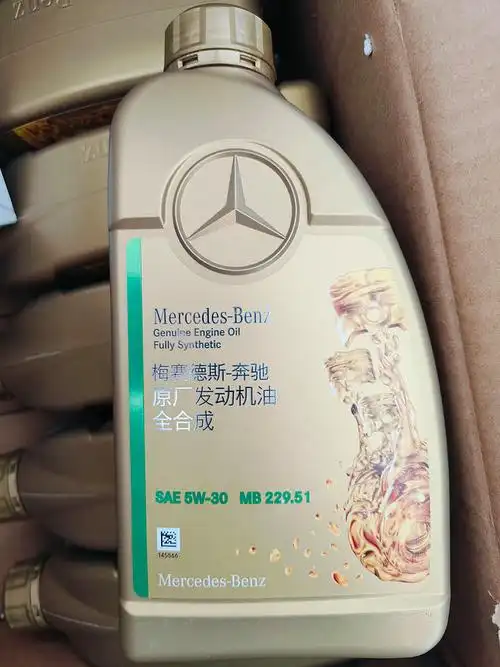 Mercedes-Benz
Genuine Engine Oil
Fully Synthetic
梅赛德斯-奔驰
原厂发动机油
全合成
SAE 5W-30 MB 229.51
145646
Mercedes-Benz